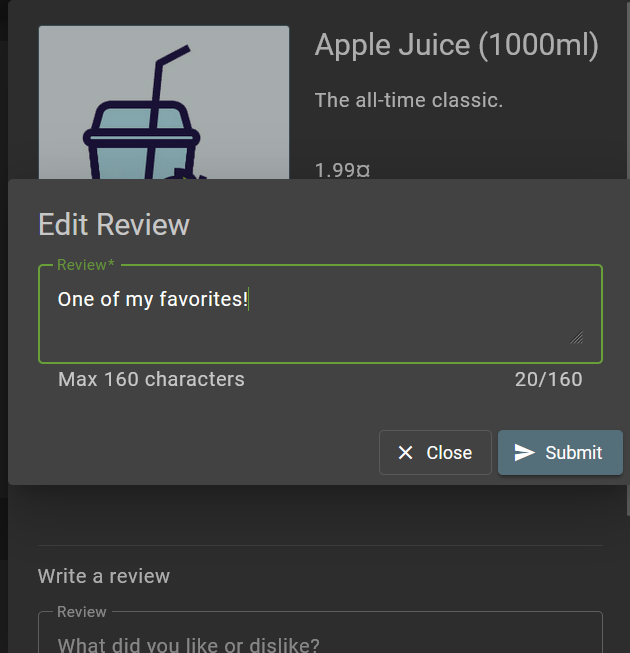 Apple Juice (1000ml)
The all-time classic.
1.99¤
Edit Review
Review*
One of my favorites!
Max 160 characters
20/160
Close
Submit
Write a review
Review
What did you like or dislike?